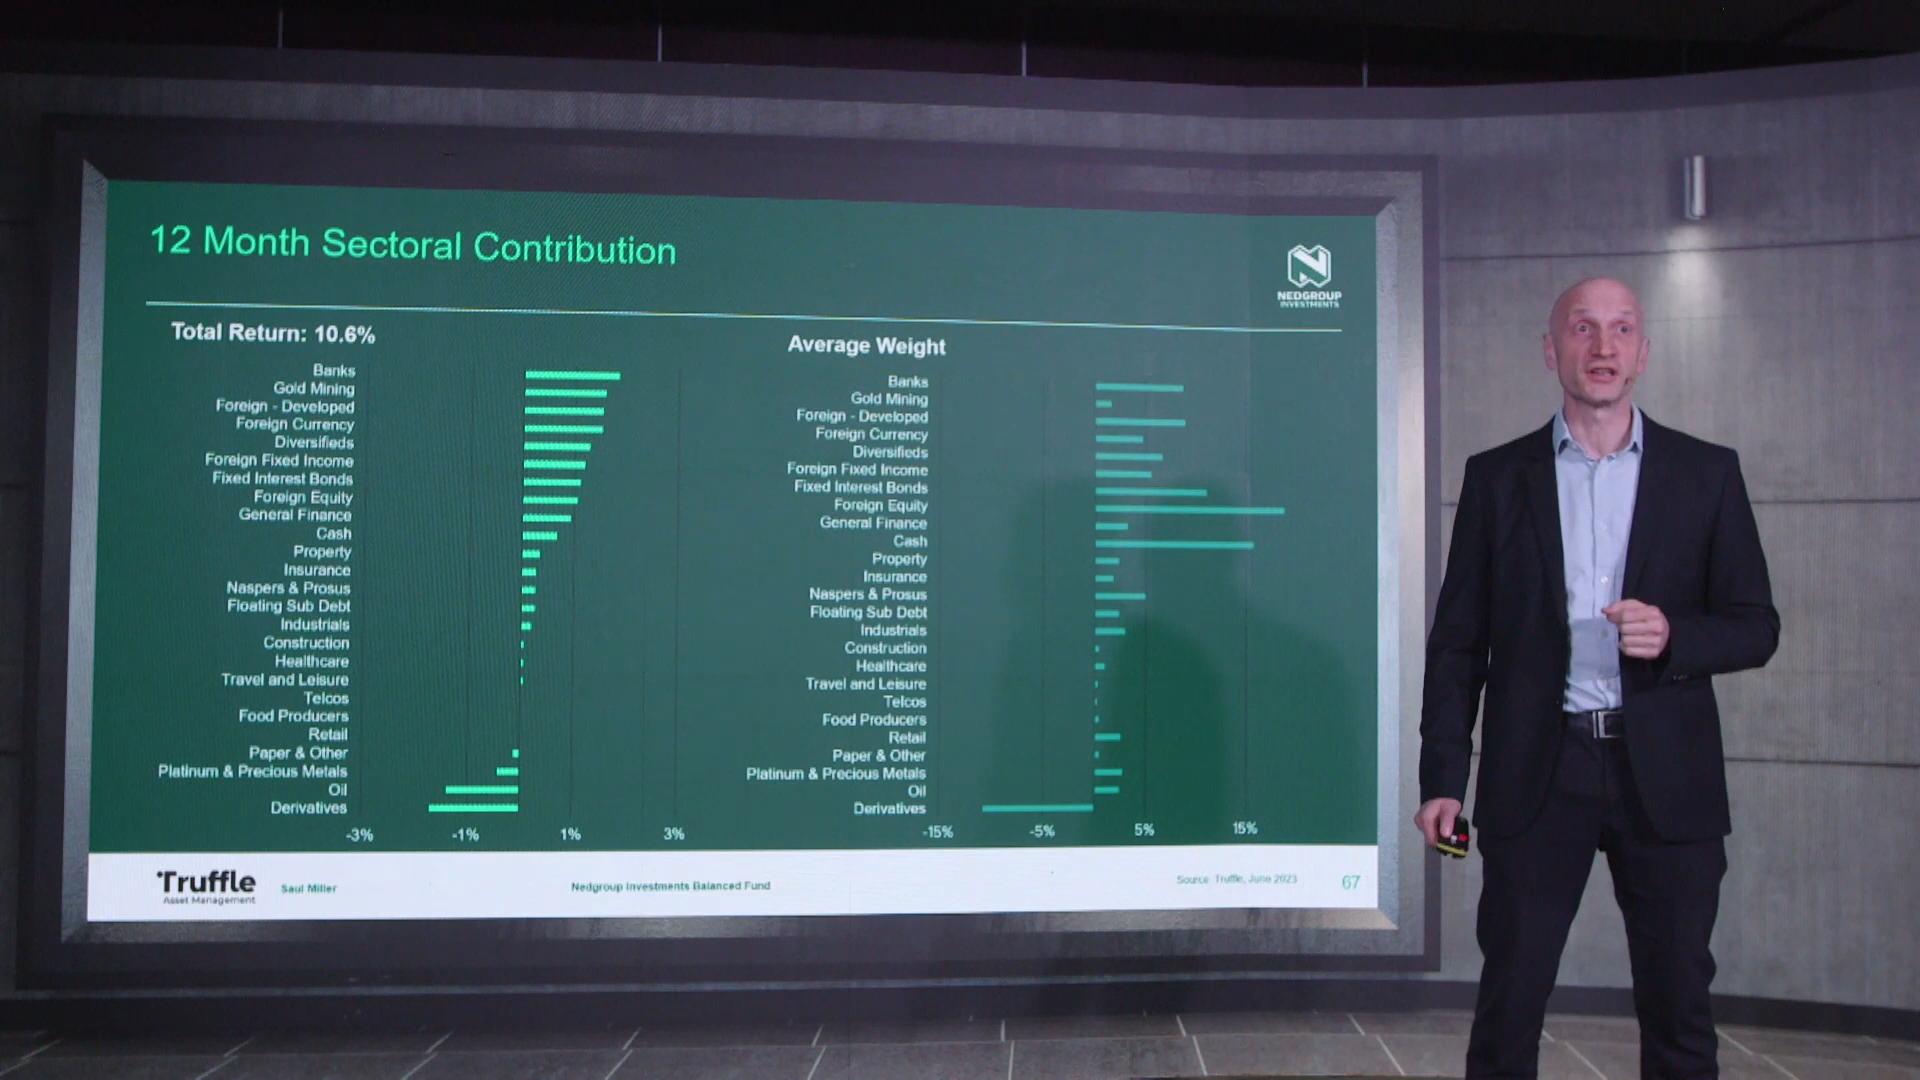 12 Month Sectoral Contribution
NEDGROUP
INVESTMENTS
Total Return: 10.6%
Banks
Gold Mining
Foreign - Developed
Foreign Currency
Diversifieds
Foreign Fixed Income
Fixed Interest Bonds
Foreign Equity
General Finance
Cash
Property
Insurance
Naspers & Prosus
Floating Sub Debt
Industrials
Construction
Healthcare
Travel and Leisure
Telcos
Food Producers
Retail
Paper & Other
Platinum & Precious Metals
Oil
Derivatives
-3% -1% 1% 3%
Average Weight
Banks
Gold Mining
Foreign - Developed
Foreign Currency
Diversifieds
Foreign Fixed Income
Fixed Interest Bonds
Foreign Equity
General Finance
Cash
Property
Insurance
Naspers & Prosus
Floating Sub Debt
Industrials
Construction
Healthcare
Travel and Leisure
Telcos
Food Producers
Retail
Paper & Other
Platinum & Precious Metals
Oil
Derivatives
-15% -5% 5% 15%
Truffle
Asset Management
Saul Miller
Nedgroup Investments Balanced Fund
Source: Truffle, June 2023
67